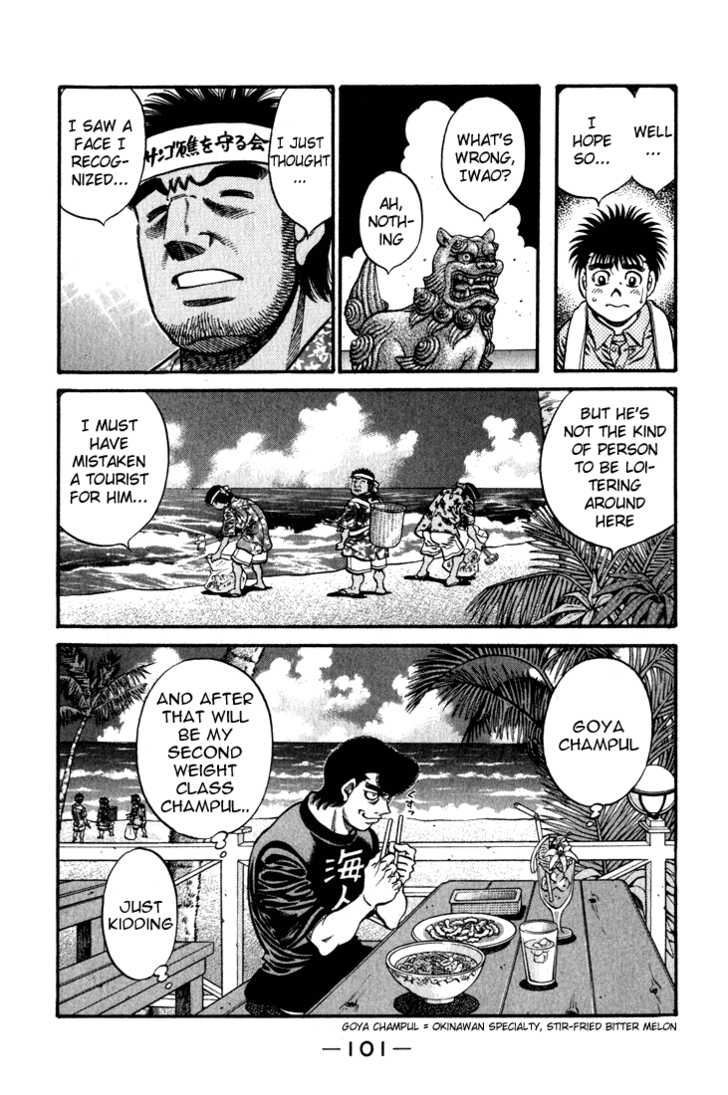 WELL
...
I
HOPE
SO...
WHAT'S
WRONG,
IWAO?
AH,
NOTH-
ING
I JUST
THOUGHT
...
I SAW A
FACE I
RECOG-
NIZED...
サンゴ礁を守る会
BUT HE'S
NOT THE KIND
OF PERSON
TO BE LOI-
TERING
AROUND
HERE
I MUST
HAVE
MISTAKEN
A TOURIST
FOR HIM...
GOYA
CHAMPUL
AND AFTER
THAT WILL
BE MY
SECOND
WEIGHT
CLASS
CHAMPUL..
くすっ
海人
JUST
KIDDING
GOYA CHAMPUL = OKINAWAN SPECIALTY, STIR-FRIED BITTER MELON
—101—